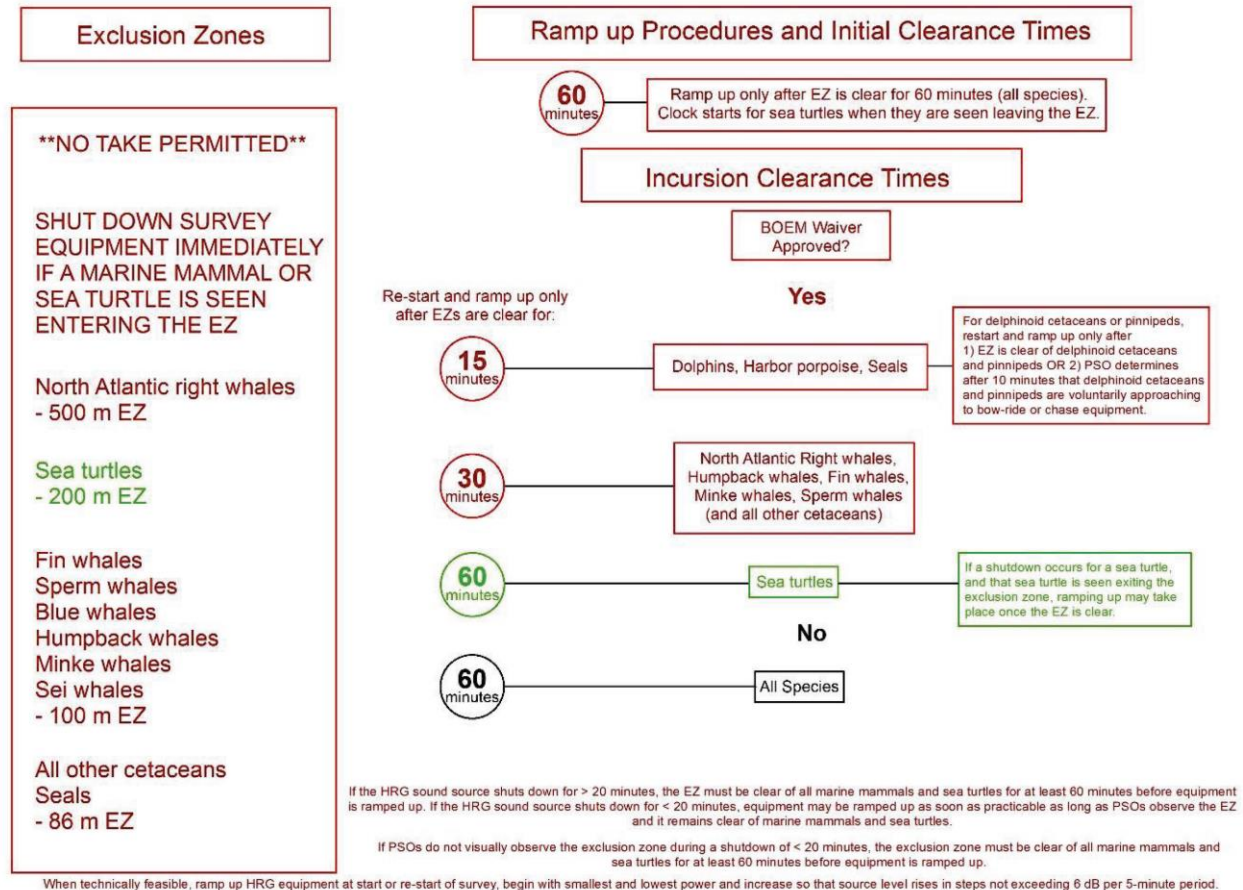 Exclusion Zones
**NO TAKE PERMITTED**
SHUT DOWN SURVEY
EQUIPMENT IMMEDIATELY
IF A MARINE MAMMAL OR
SEA TURTLE IS SEEN
ENTERING THE EZ
North Atlantic right whales
- 500 m EZ
Sea turtles
- 200 m EZ
Fin whales
Sperm whales
Blue whales
Humpback whales
Minke whales
Sei whales
- 100 m EZ
All other cetaceans
Seals
- 86 m EZ
Ramp up Procedures and Initial Clearance Times
60
minutes
Ramp up only after EZ is clear for 60 minutes (all species).
Clock starts for sea turtles when they are seen leaving the EZ.
Incursion Clearance Times
BOEM Waiver
Approved?
Yes
Re-start and ramp up only
after EZs are clear for:
15
minutes
Dolphins, Harbor porpoise, Seals
For delphinoid cetaceans or pinnipeds,
restart and ramp up only after
1) EZ is clear of delphinoid cetaceans
and pinnipeds OR 2) PSO determines
after 10 minutes that delphinoid cetaceans
and pinnipeds are voluntarily approaching
to bow-ride or chase equipment.
30
minutes
North Atlantic Right whales,
Humpback whales, Fin whales,
Minke whales, Sperm whales
(and all other cetaceans)
60
minutes
Sea turtles
If a shutdown occurs for a sea turtle,
and that sea turtle is seen exiting the
exclusion zone, ramping up may take
place once the EZ is clear.
No
60
minutes
All Species
If the HRG sound source shuts down for > 20 minutes, the EZ must be clear of all marine mammals and sea turtles for at least 60 minutes before equipment
is ramped up. If the HRG sound source shuts down for < 20 minutes, equipment may be ramped up as soon as practicable as long as PSOs observe the EZ
and it remains clear of marine mammals and sea turtles.
If PSOs do not visually observe the exclusion zone during a shutdown of < 20 minutes, the exclusion zone must be clear of all marine mammals and
sea turtles for at least 60 minutes before equipment is ramped up.
When technically feasible, ramp up HRG equipment at start or re-start of survey, begin with smallest and lowest power and increase so that source level rises in steps not exceeding 6 dB per 5-minute period.